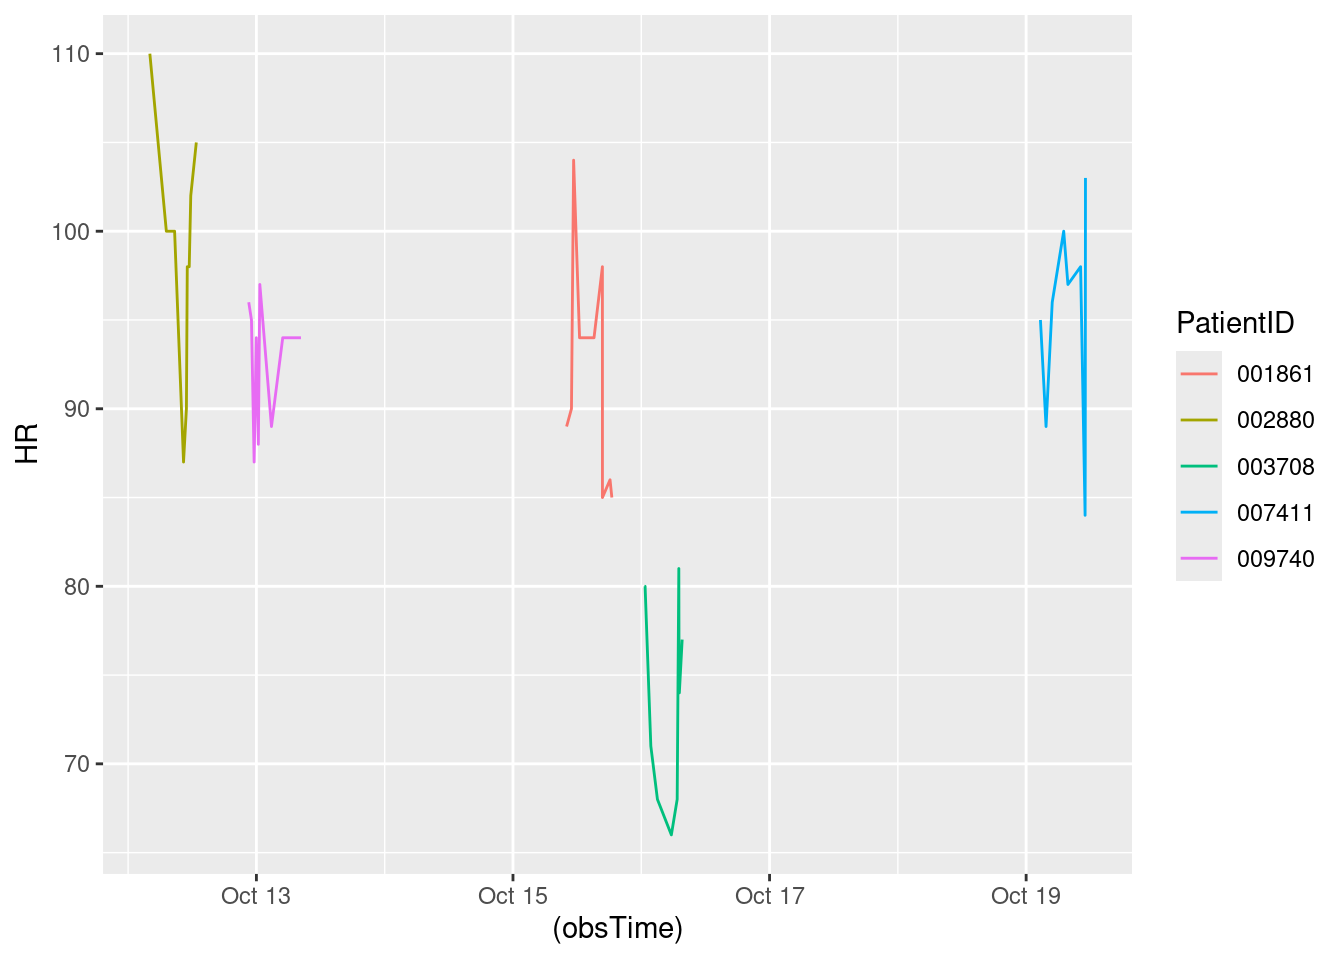 HR
110
100
90
80
70
Oct 13
Oct 15
Oct 17
Oct 19
(obsTime)
PatientID
001861
002880
003708
007411
009740